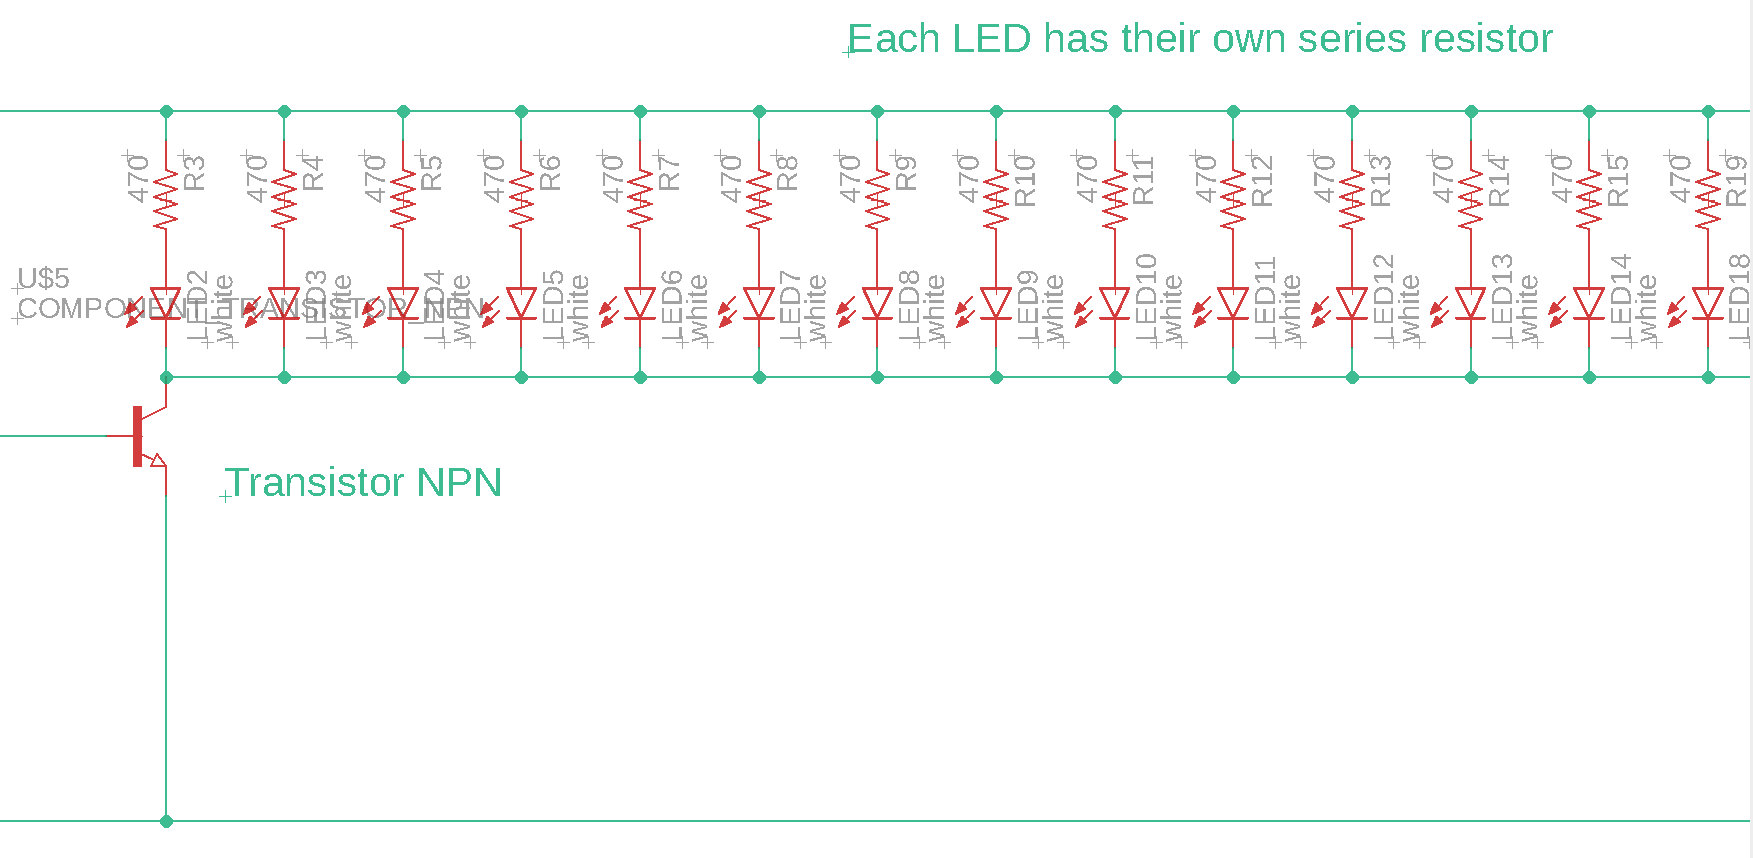 Each LED has their own series resistor
470 R3
470 R4
470 R5
470 R6
470 R7
470 R8
470 R9
470 R10
470 R11
470 R12
470 R13
470 R14
470 R15
470 R19
U$5
COMPONENT_TRANSISTOR_NPN
LED2 white
LED3 white
LED4 white
LED5 white
LED6 white
LED7 white
LED8 white
LED9 white
LED10 white
LED11 white
LED12 white
LED13 white
LED14 white
LED18
Transistor NPN